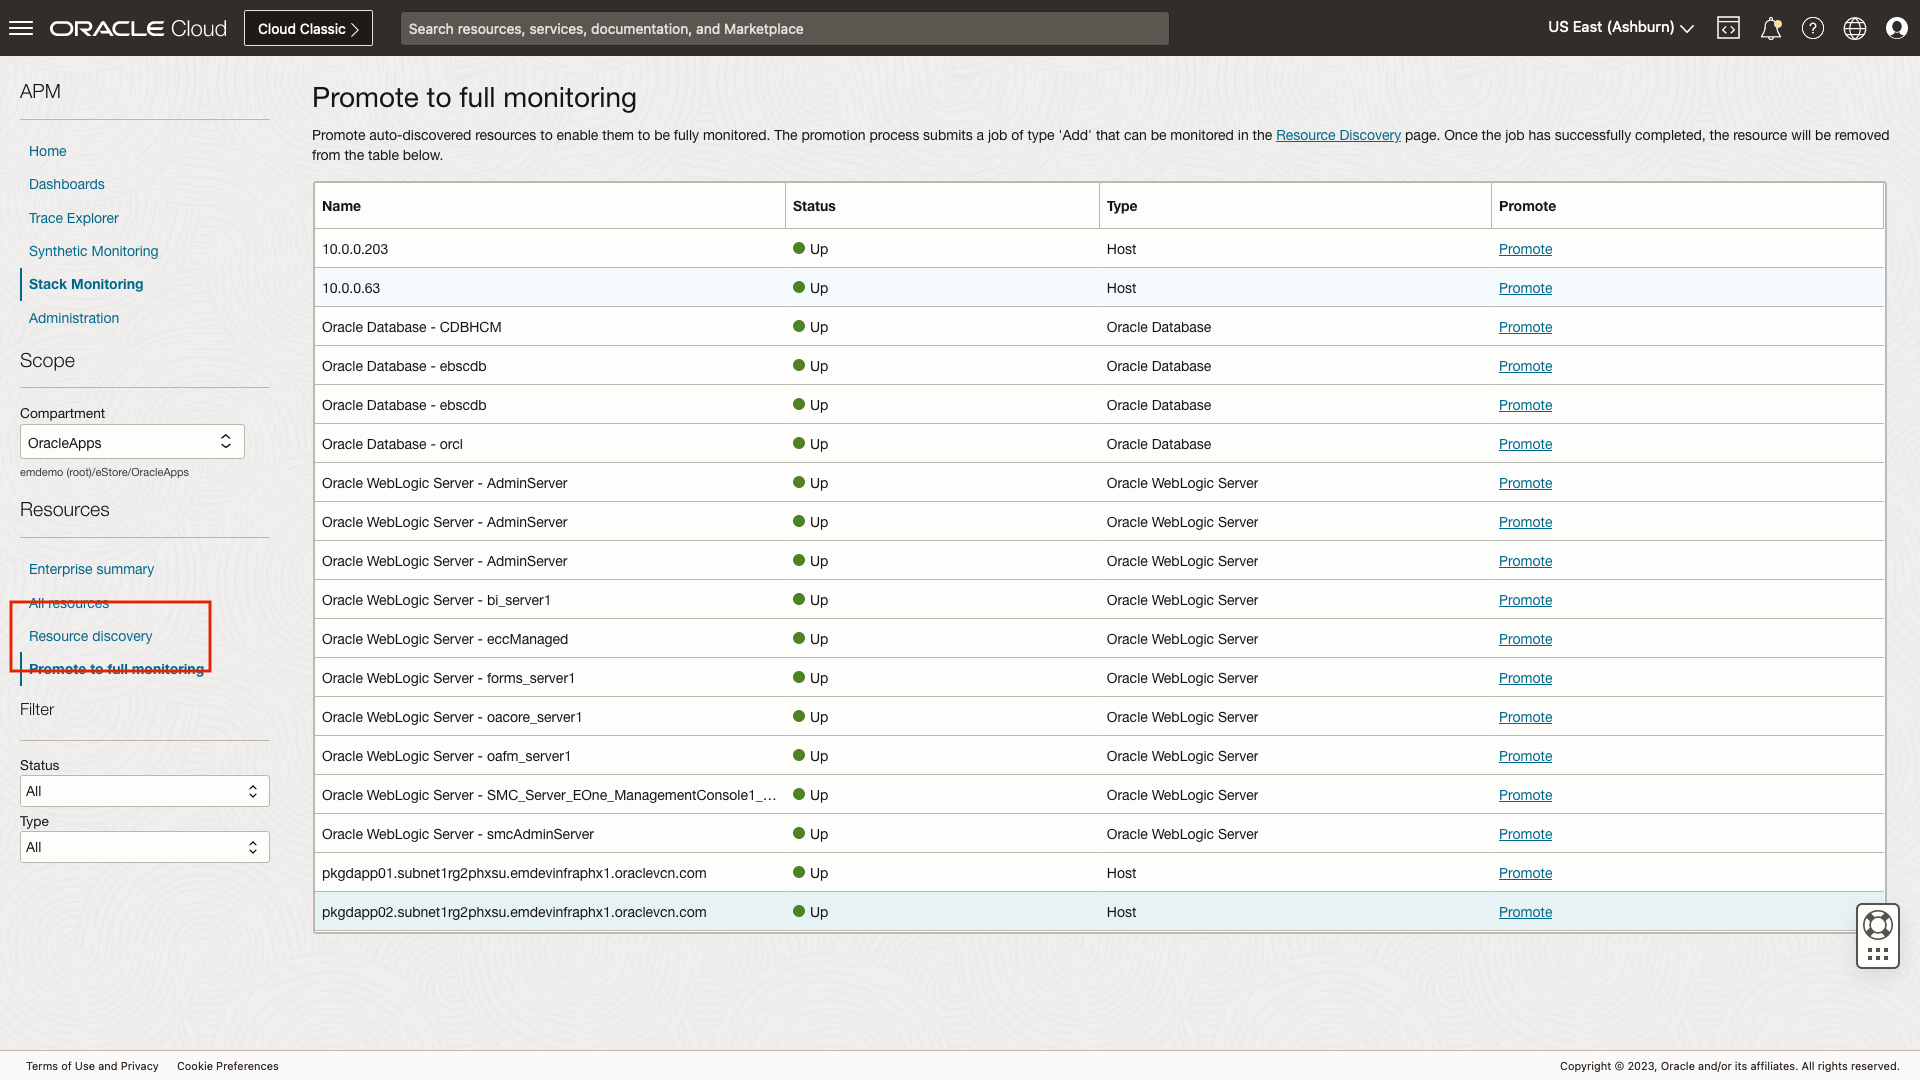 ORACLE Cloud
Cloud Classic
Search resources, services, documentation, and Marketplace
US East (Ashburn)
APM
Home
Dashboards
Trace Explorer
Synthetic Monitoring
Stack Monitoring
Administration
Scope
Compartment
OracleApps
emdemo (root)/eStore/OracleApps
Resources
Enterprise summary
All resources
Resource discovery
Promote to full monitoring
Filter
Status
All
Type
All
Promote to full monitoring
Promote auto-discovered resources to enable them to be fully monitored. The promotion process submits a job of type 'Add' that can be monitored in the Resource Discovery page. Once the job has successfully completed, the resource will be removed
from the table below.
Name Status Type Promote
10.0.0.203 Up Host Promote
10.0.0.63 Up Host Promote
Oracle Database - CDBHCM Up Oracle Database Promote
Oracle Database - ebscdb Up Oracle Database Promote
Oracle Database - ebscdb Up Oracle Database Promote
Oracle Database - orcl Up Oracle Database Promote
Oracle WebLogic Server - AdminServer Up Oracle WebLogic Server Promote
Oracle WebLogic Server - AdminServer Up Oracle WebLogic Server Promote
Oracle WebLogic Server - AdminServer Up Oracle WebLogic Server Promote
Oracle WebLogic Server - bi_server1 Up Oracle WebLogic Server Promote
Oracle WebLogic Server - eccManaged Up Oracle WebLogic Server Promote
Oracle WebLogic Server - forms_server1 Up Oracle WebLogic Server Promote
Oracle WebLogic Server - oacore_server1 Up Oracle WebLogic Server Promote
Oracle WebLogic Server - oafm_server1 Up Oracle WebLogic Server Promote
Oracle WebLogic Server - SMC_Server_EOne_ManagementConsole1_... Up Oracle WebLogic Server Promote
Oracle WebLogic Server - smcAdminServer Up Oracle WebLogic Server Promote
pkgdapp01.subnet1rg2phxsu.emdevinfraphx1.oraclevcn.com Up Host Promote
pkgdapp02.subnet1rg2phxsu.emdevinfraphx1.oraclevcn.com Up Host Promote
Terms of Use and Privacy Cookie Preferences
Copyright © 2023, Oracle and/or its affiliates. All rights reserved.